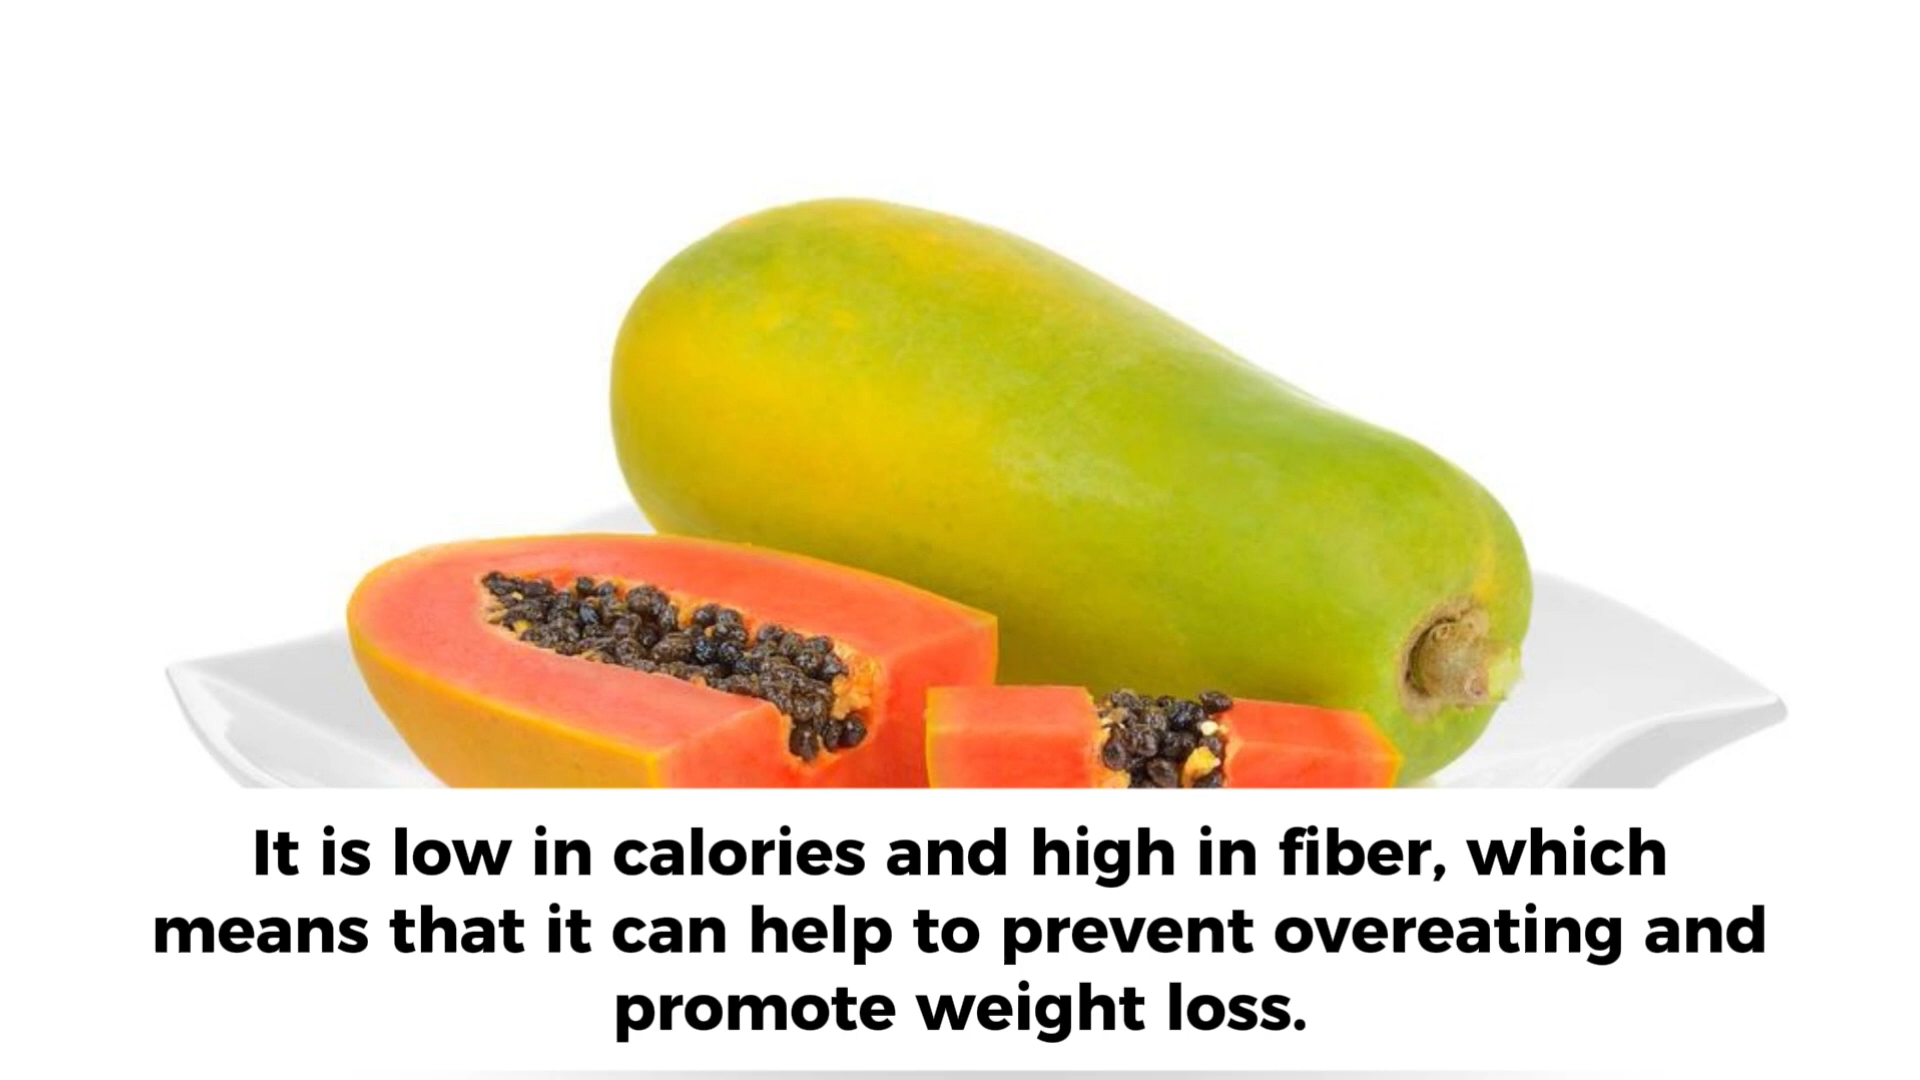 It is low in calories and high in fiber, which
means that it can help to prevent overeating and
promote weight loss.